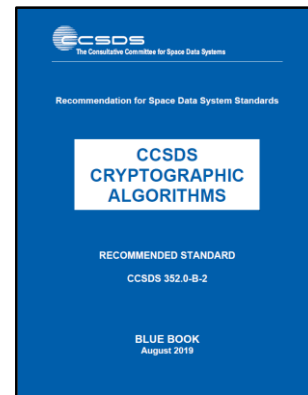 CCSDS
The Consultative Committee for Space Data Systems
Recommendation for Space Data System Standards
CCSDS
CRYPTOGRAPHIC
ALGORITHMS
RECOMMENDED STANDARD
CCSDS 352.0-B-2
BLUE BOOK
August 2019